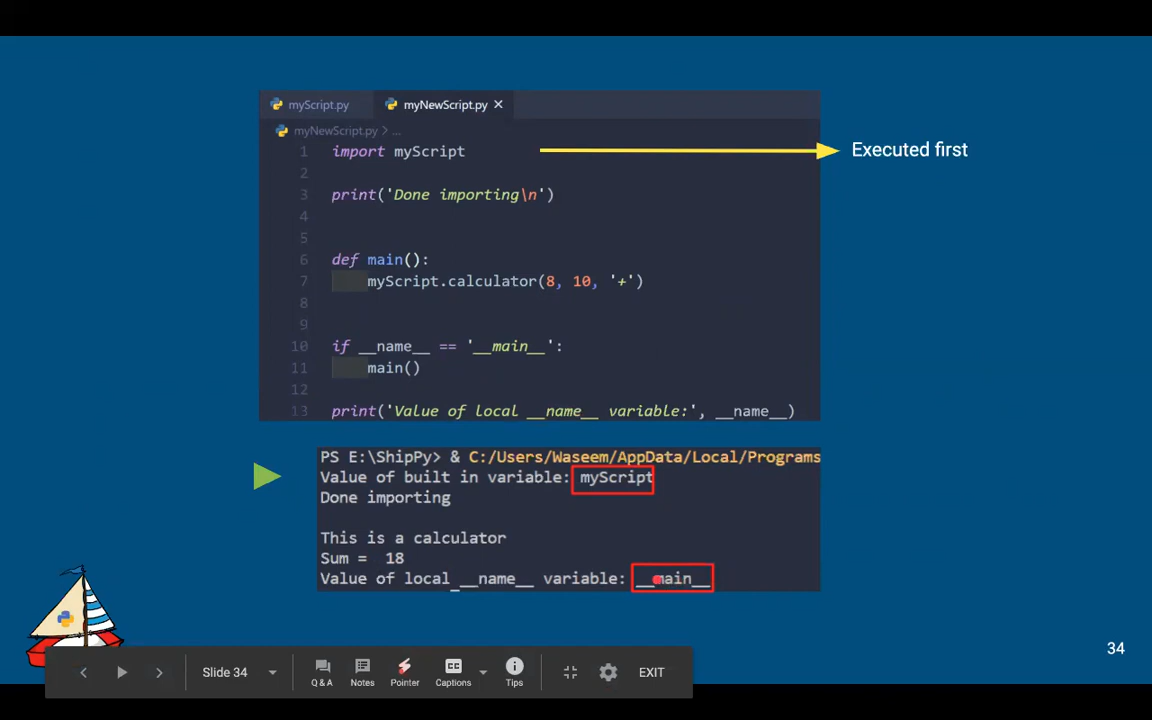 myScript.py
myNewScript.py ×
myNewScript.py > ...
Executed first
1 import myScript
2
3 print('Done importing\n')
4
5
6 def main():
7 myScript.calculator(8, 10, '+')
8
9
10 if __name__ == '__main__':
11 main()
12
13 print('Value of local __name__ variable:', __name__)
PS E:\ShipPy> & C:/Users/Waseem/AppData/Local/Programs
Value of built in variable: myScript
Done importing
This is a calculator
Sum = 18
Value of local __name__ variable: __main__
34
Slide 34
Q & A
Notes
Pointer
CC
Captions
Tips
EXIT